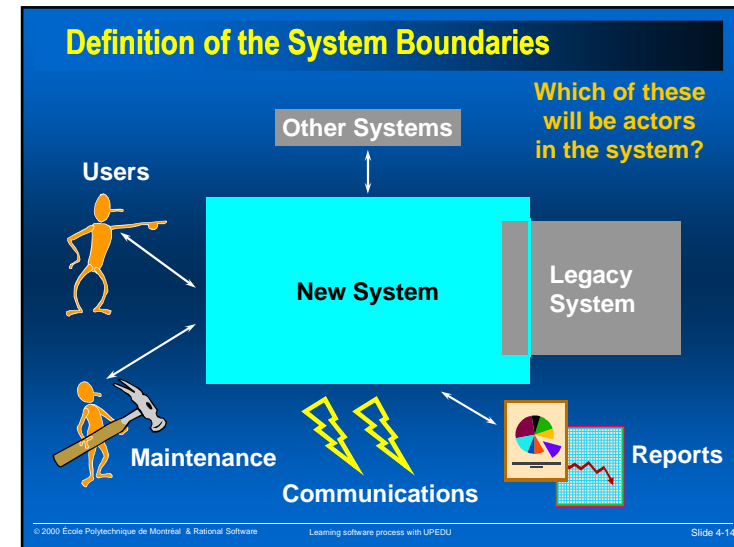 Definition of the System Boundaries
Which of these
will be actors
in the system?
Other Systems
Users
New System
Legacy
System
Maintenance
Reports
Communications
© 2000 École Polytechnique de Montréal & Rational Software
Learning software process with UPEDU
Slide 4-14